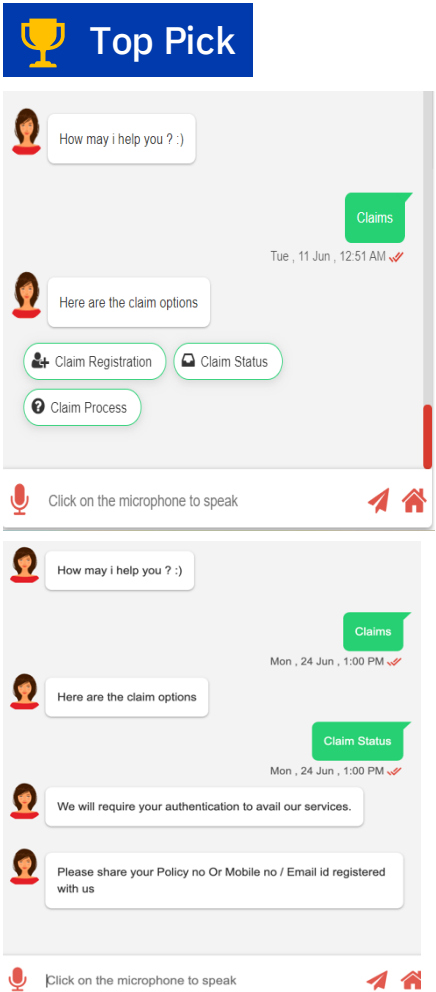 Top Pick
How may i help you ? :)
Claims
Tue , 11 Jun , 12:51 AM
Here are the claim options
Claim Registration
Claim Status
Claim Process
Click on the microphone to speak
How may i help you ? :)
Claims
Mon , 24 Jun , 1:00 PM
Here are the claim options
Claim Status
Mon , 24 Jun , 1:00 PM
We will require your authentication to avail our services.
Please share your Policy no Or Mobile no / Email id registered
with us
Click on the microphone to speak